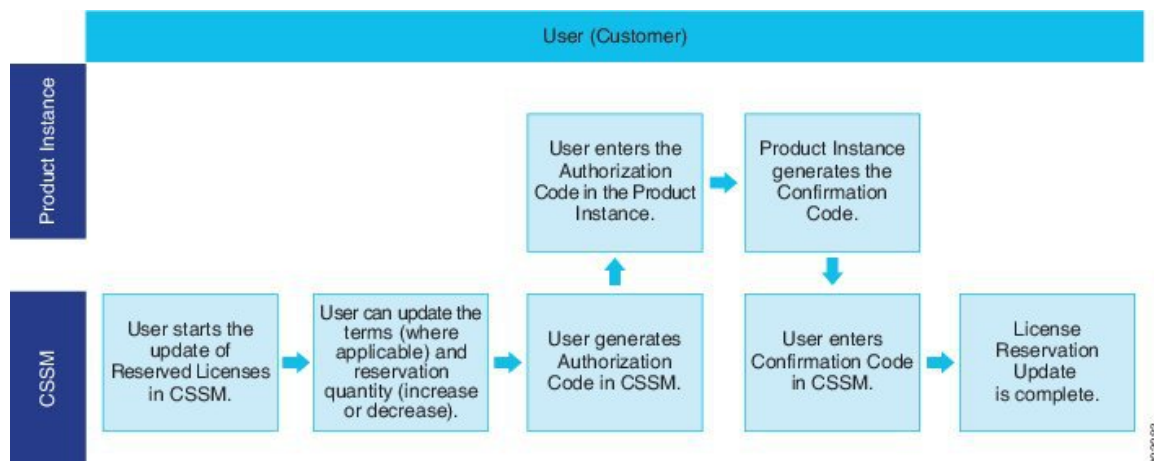 User (Customer)
Product Instance
User enters the
Authorization
Code in the Product
Instance.
Product Instance
generates the
Confirmation
Code.
CSSM
User starts the
update of
Reserved Licenses
in CSSM.
User can update the
terms (where
applicable) and
reservation
quantity (increase
or decrease).
User generates
Authorization
Code in CSSM.
User enters
Confirmation Code
in CSSM.
License
Reservation
Update
is complete.